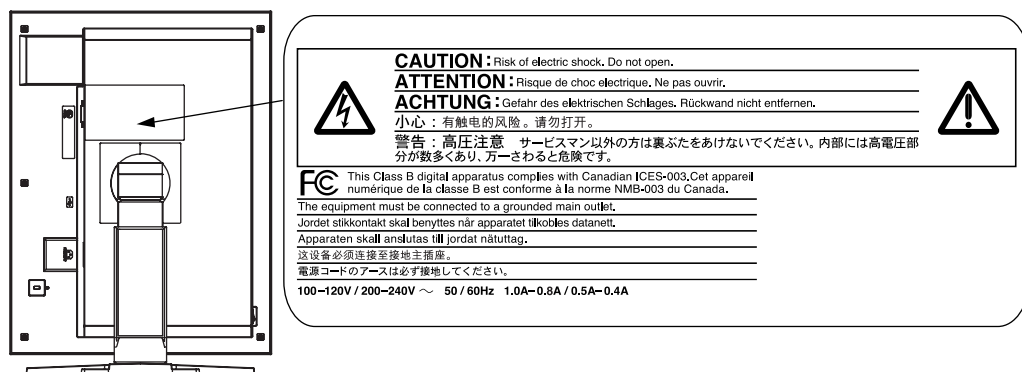 CAUTION : Risk of electric shock. Do not open.
ATTENTION : Risque de choc electrique. Ne pas ouvrir.
ACHTUNG : Gefahr des elektrischen Schlages. Rückwand nicht entfernen.
小心 : 有触电的风险。请勿打开。
警告 : 高圧注意 サービスマン以外の方は裏ぶたをあけないでください。内部には高電圧部
分が数多くあり、万一さわると危険です。
FC This Class B digital apparatus complies with Canadian ICES-003.Cet appareil
numérique de la classe B est conforme à la norme NMB-003 du Canada.
The equipment must be connected to a grounded main outlet.
Jordet stikkontakt skal benyttes når apparatet tilkobles datanett.
Apparaten skall anslutas till jordat nätuttag.
这设备必须连接至接地主插座。
電源コードのアースは必ず接地してください。
100–120V / 200–240V ～ 50 / 60Hz 1.0A–0.8A / 0.5A–0.4A